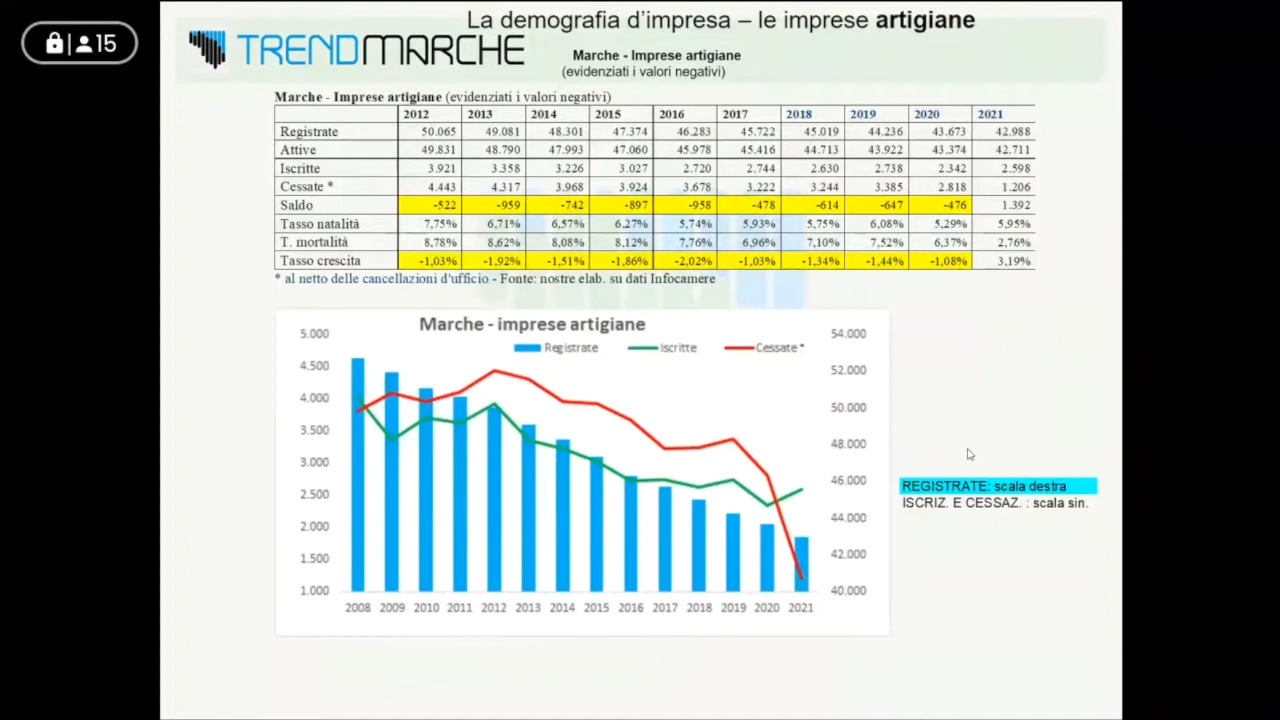 15
La demografia d'impresa – le imprese artigiane
TRENDMARCHE
Marche - Imprese artigiane
(evidenziati i valori negativi)
Marche - Imprese artigiane (evidenziati i valori negativi)
2012 2013 2014 2015 2016 2017 2018 2019 2020 2021
Registrate 50.065 49.081 48.301 47.374 46.283 45.722 45.019 44.236 43.673 42.988
Attive 49.831 48.790 47.993 47.060 45.978 45.416 44.713 43.922 43.374 42.711
Iscritte 3.921 3.358 3.226 3.027 2.720 2.744 2.630 2.738 2.342 2.598
Cessate * 4.443 4.317 3.968 3.924 3.678 3.222 3.244 3.385 2.818 1.206
Saldo -522 -959 -742 -897 -958 -478 -614 -647 -476 1.392
Tasso natalità 7,75% 6,71% 6,57% 6.27% 5,74% 5,93% 5,75% 6,08% 5,29% 5,95%
T. mortalità 8,78% 8,62% 8,08% 8,12% 7,76% 6,96% 7,10% 7,52% 6,37% 2,76%
Tasso crescita -1,03% -1,92% -1,51% -1,86% -2,02% -1,03% -1,34% -1,44% -1,08% 3,19%
* al netto delle cancellazioni d'ufficio - Fonte: nostre elab. su dati Infocamere
Marche - imprese artigiane
Registrate Iscritte Cessate *
5.000 54.000
4.500 52.000
4.000 50.000
3.500 48.000
3.000 46.000
2.500 44.000
2.000 42.000
1.500 40.000
1.000
2008 2009 2010 2011 2012 2013 2014 2015 2016 2017 2018 2019 2020 2021
REGISTRATE: scala destra
ISCRIZ. E CESSAZ. : scala sin.